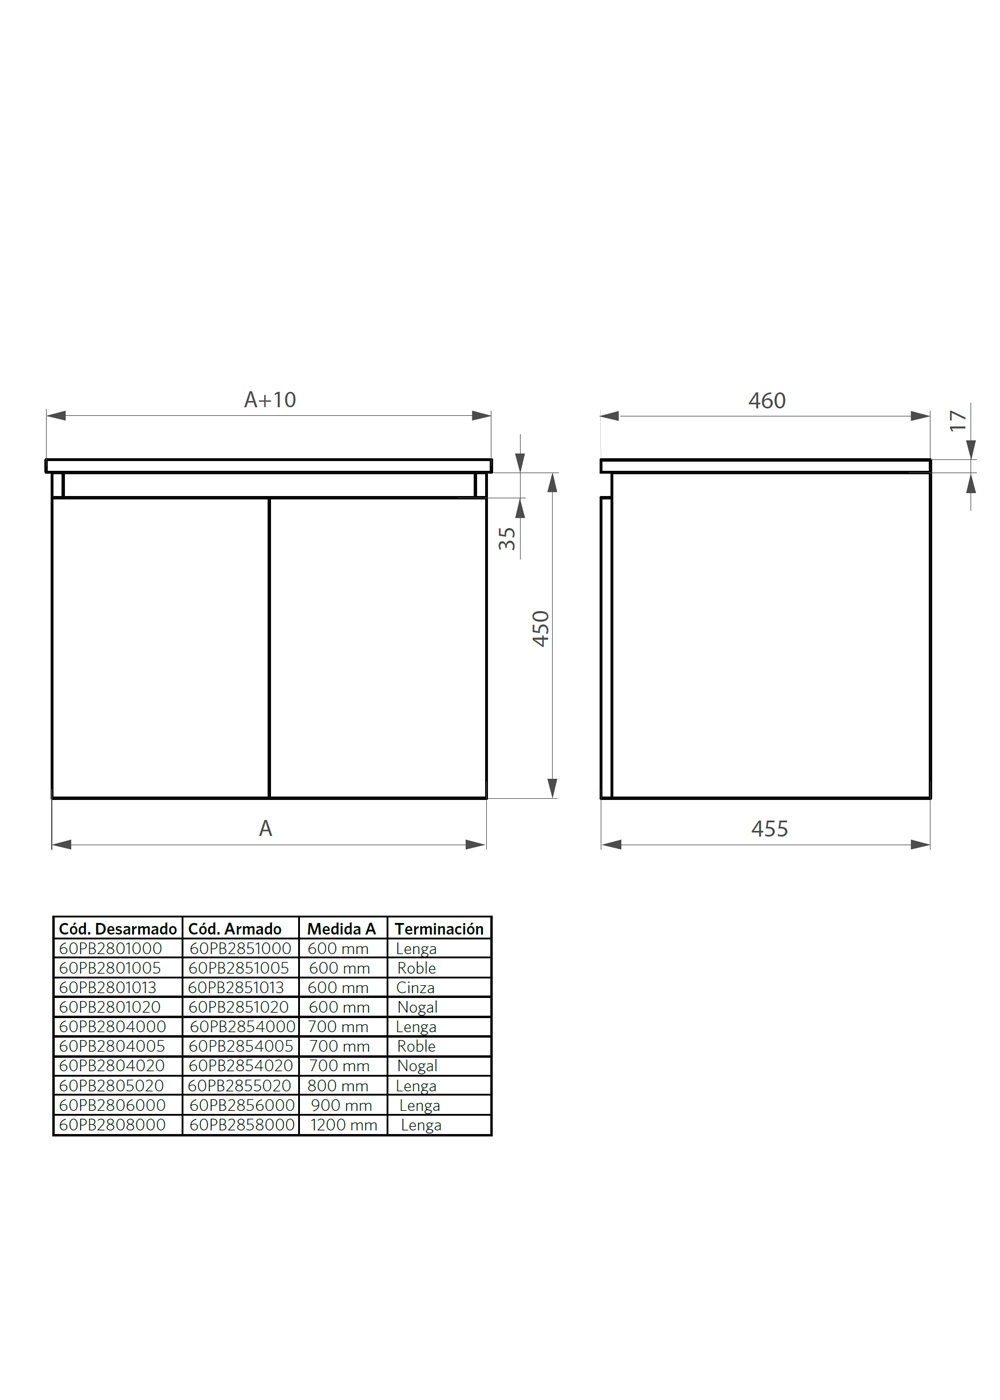 A+10
460
17
35
450
A
455
Cód. Desarmado Cód. Armado Medida A Terminación
60PB2801000 60PB2851000 600 mm Lenga
60PB2801005 60PB2851005 600 mm Roble
60PB2801013 60PB2851013 600 mm Cinza
60PB2801020 60PB2851020 600 mm Nogal
60PB2804000 60PB2854000 700 mm Lenga
60PB2804005 60PB2854005 700 mm Roble
60PB2804020 60PB2854020 700 mm Nogal
60PB2805020 60PB2855020 800 mm Lenga
60PB2806000 60PB2856000 900 mm Lenga
60PB2808000 60PB2858000 1200 mm Lenga